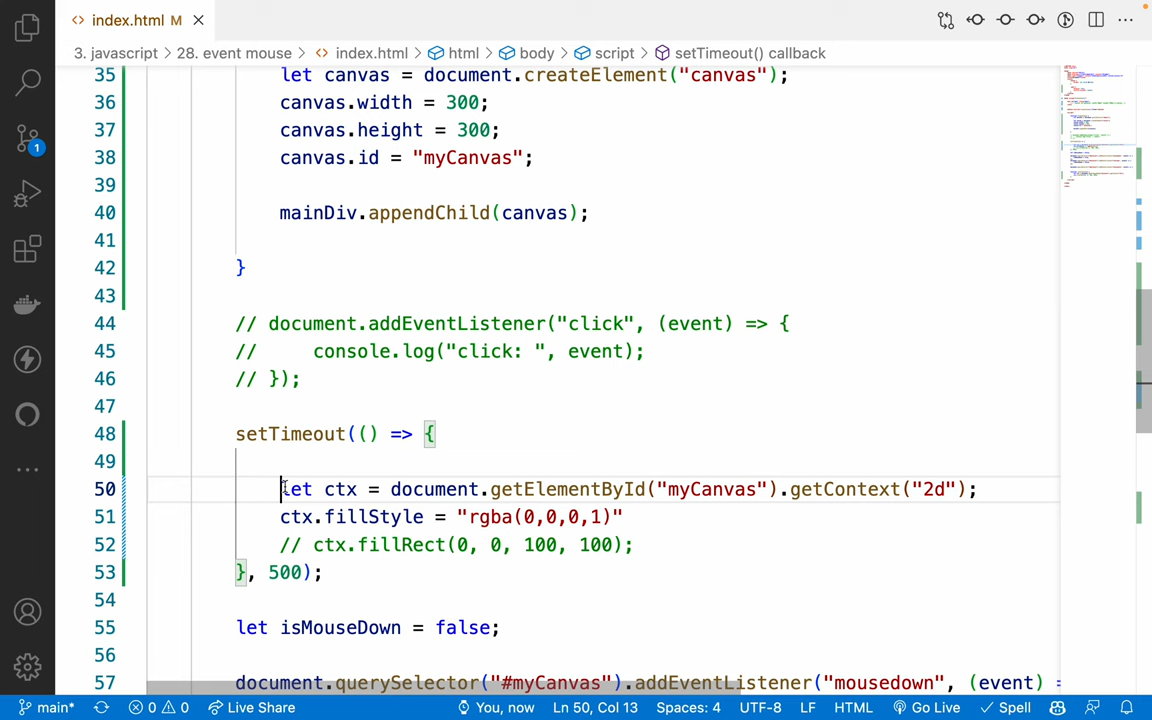 index.html M
3. javascript > 28. event mouse > index.html > html > body > script > setTimeout() callback
35 let canvas = document.createElement("canvas");
36 canvas.width = 300;
37 canvas.height = 300;
38 canvas.id = "myCanvas";
39
40 mainDiv.appendChild(canvas);
41
42 }
43
44 // document.addEventListener("click", (event) => {
45 //     console.log("click: ", event);
46 // });
47
48 setTimeout(() => {
49
50 let ctx = document.getElementById("myCanvas").getContext("2d");
51 ctx.fillStyle = "rgba(0,0,0,1)"
52 // ctx.fillRect(0, 0, 100, 100);
53 }, 500);
54
55 let isMouseDown = false;
56
57 document.querySelector("#myCanvas").addEventListener("mousedown", (event) =
1
main* 0 0 Live Share You, now Ln 50, Col 13 Spaces: 4 UTF-8 LF HTML Go Live Spell